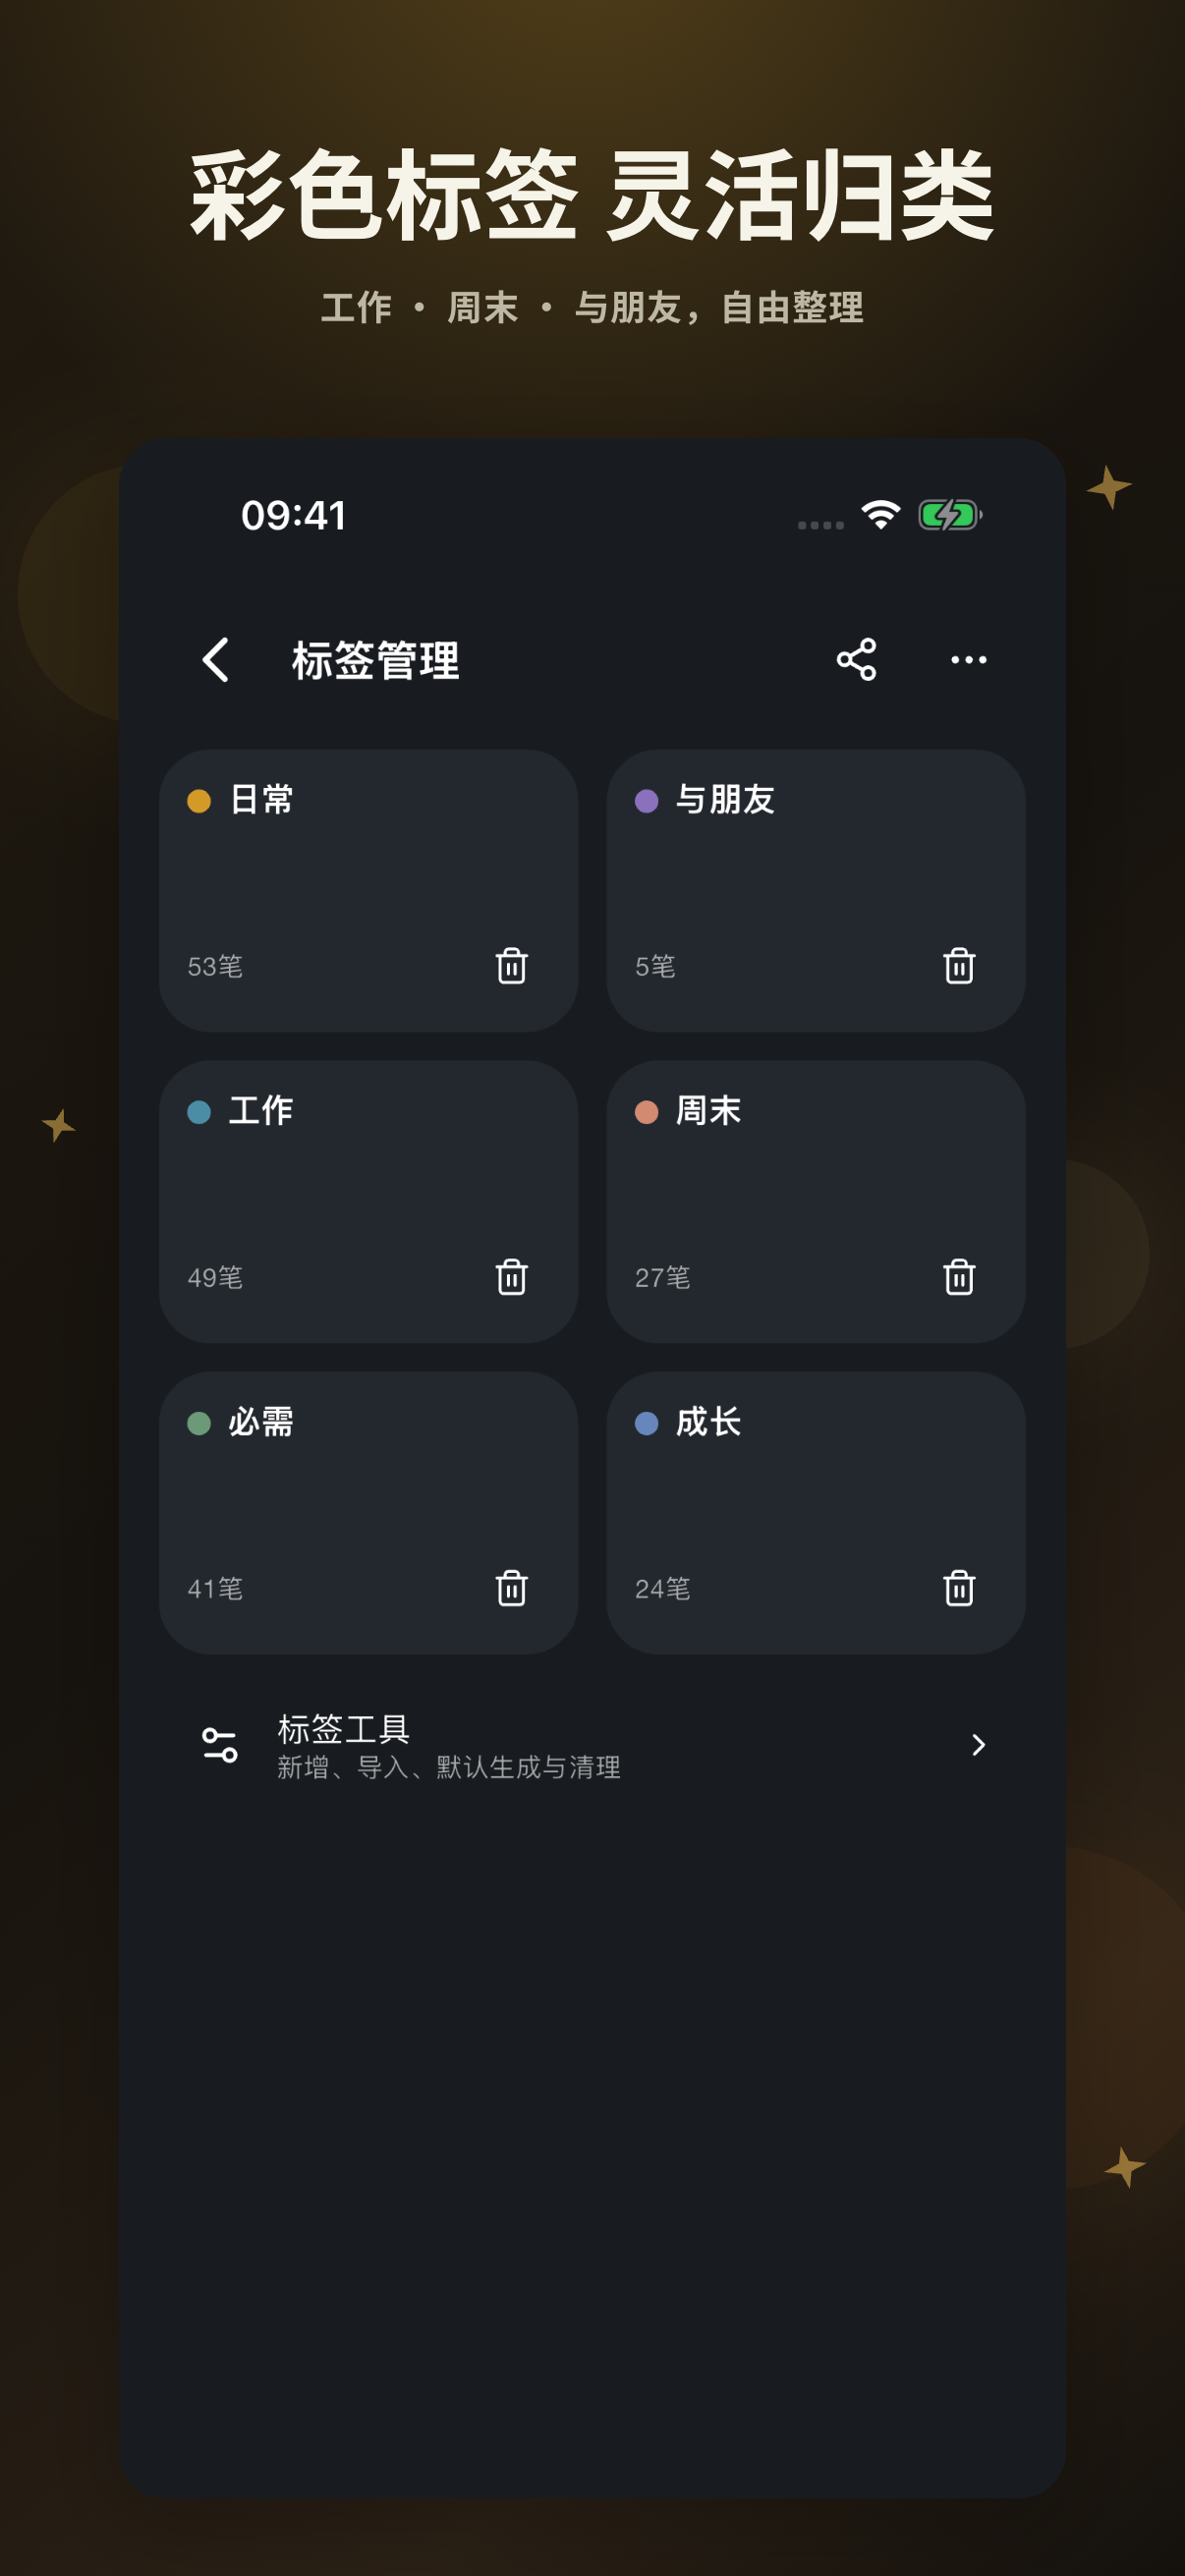 彩色标签 灵活归类
工作 · 周末 · 与朋友，自由整理
09:41
标签管理
日常
与朋友
53笔
5笔
工作
周末
49笔
27笔
必需
成长
41笔
24笔
标签工具
新增、导入、默认生成与清理